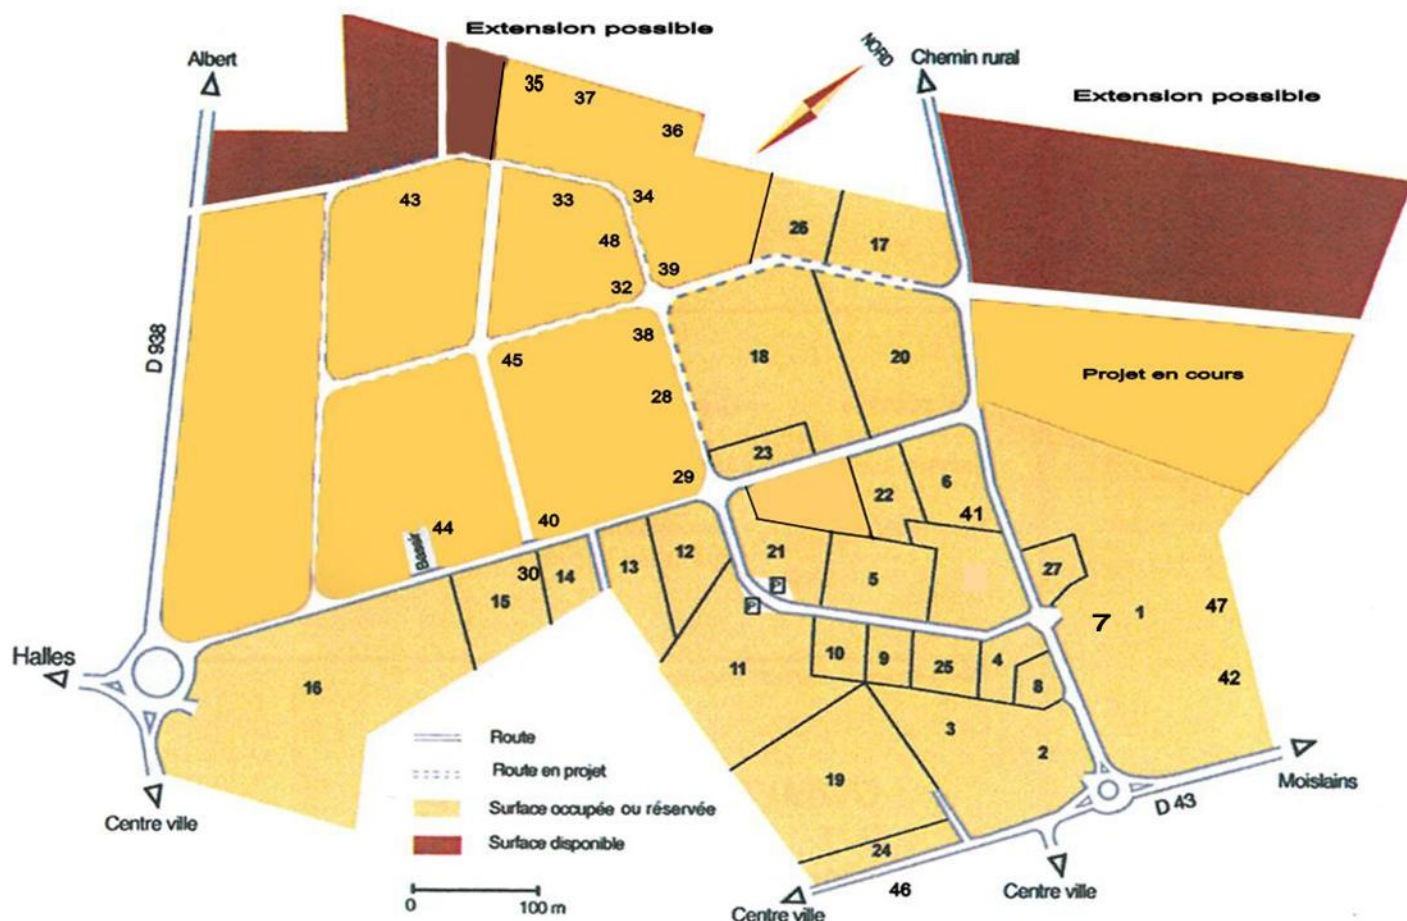 Extension possible
Albert
NORD
Chemin rural
Extension possible
35
37
36
43
33
34
26
17
48
39
32
D 938
38
45
18
20
Projet en cours
28
23
29
22
6
41
40
44
Bassin
12
21
13
30
14
5
27
15
P
P
7
1
47
Halles
16
11
10
9
25
4
8
42
3
2
Route
Route en projet
19
Moislains
Surface occupée ou réservée
D 43
Centre ville
Surface disponible
24
0
100 m
46
Centre ville
Centre ville